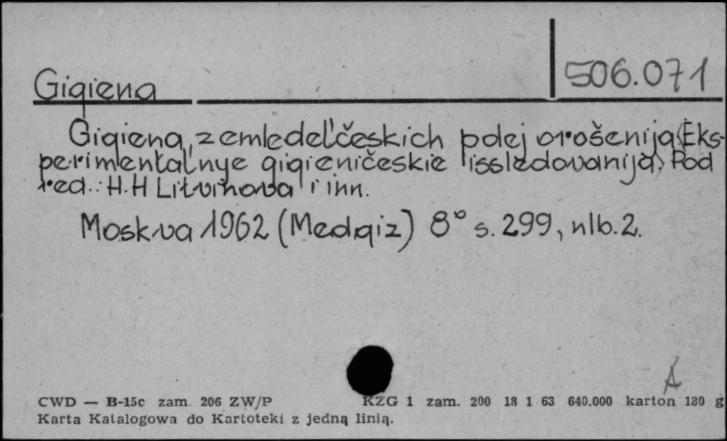 506.071
Gigiena
Gigiena zemledel'českich polej orošenija (Eks-
perimental'nye gigieničeskie issledovanija). Pod
red. H.H Litvinova i inn.
Moskva 1962 (Medgiz) 8° s. 299, nlb. 2.
A
CWD — B-15c zam. 206 ZW/P KZG 1 zam. 200 18 1 63 640.000 karton 180 g
Karta Katalogowa do Kartoteki z jedną linią.